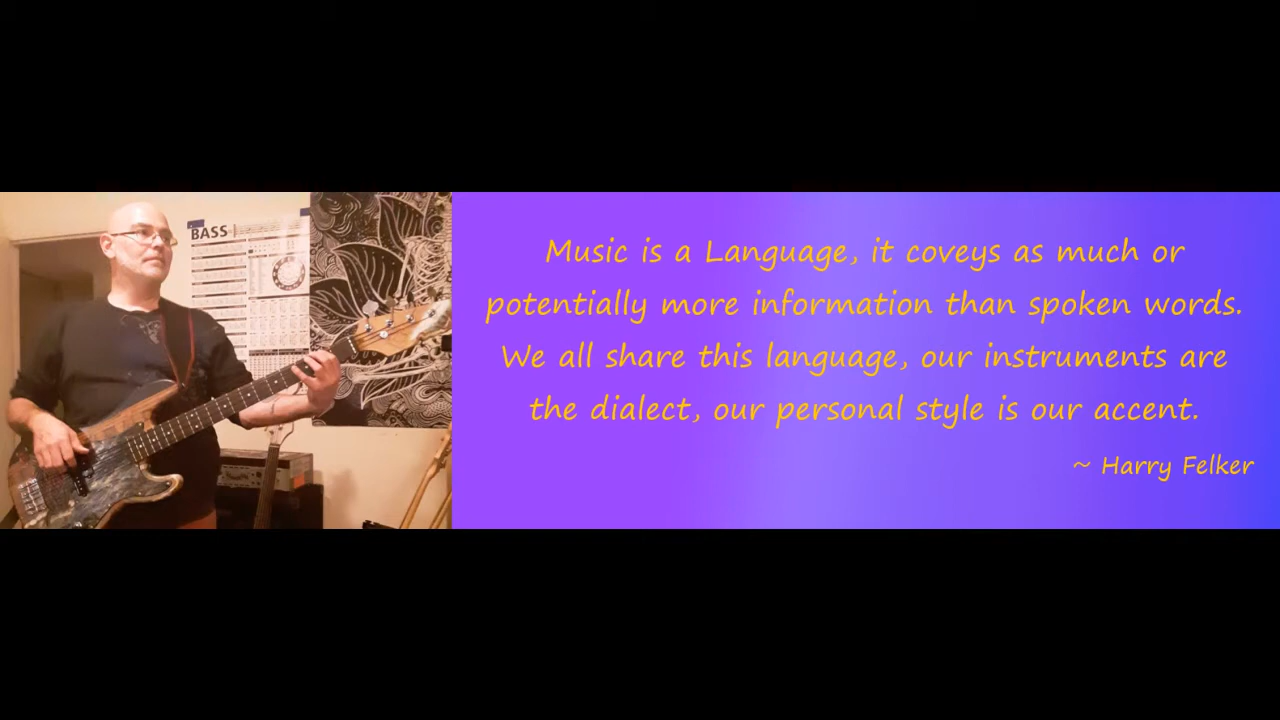 BASS
Music is a Language, it coveys as much or
potentially more information than spoken words.
We all share this language, our instruments are
the dialect, our personal style is our accent.
~ Harry Felker